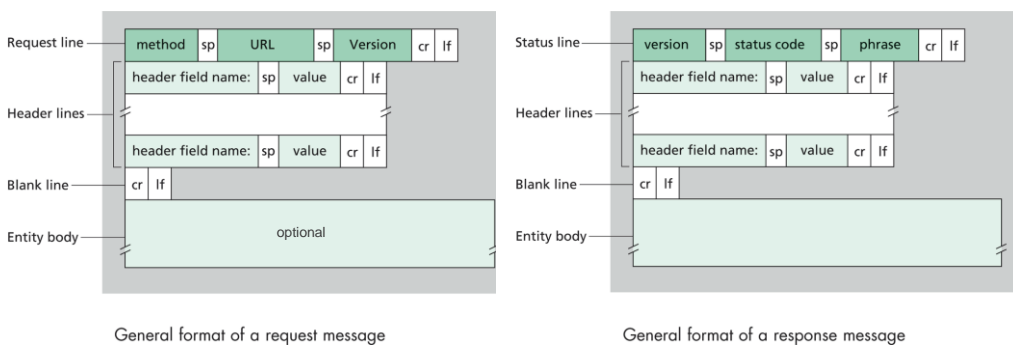 Request line method sp URL sp Version cr lf
header field name: sp value cr lf
Header lines
header field name: sp value cr lf
Blank line cr lf
Entity body optional
General format of a request message
Status line version sp status code sp phrase cr lf
header field name: sp value cr lf
Header lines
header field name: sp value cr lf
Blank line cr lf
Entity body
General format of a response message